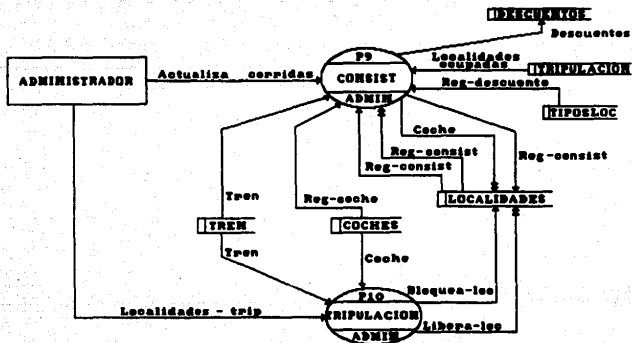 DESCUENTOS
Descuentos
P9
CONSIST
ADMIN
Localidades
ocupadas
TRIPULACION
Reg-descuento
TIPOSLOC
ADMINISTRADOR
Actualiza corridas
Coche
Reg-consist
Reg-consist
Reg-consist
Tren
Reg-coche
LOCALIDADES
TREN
COCHES
Tren
Coche
Bloquea-loc
P10
TRIPULACION
ADMIN
Localidades - trip
Libera-loc